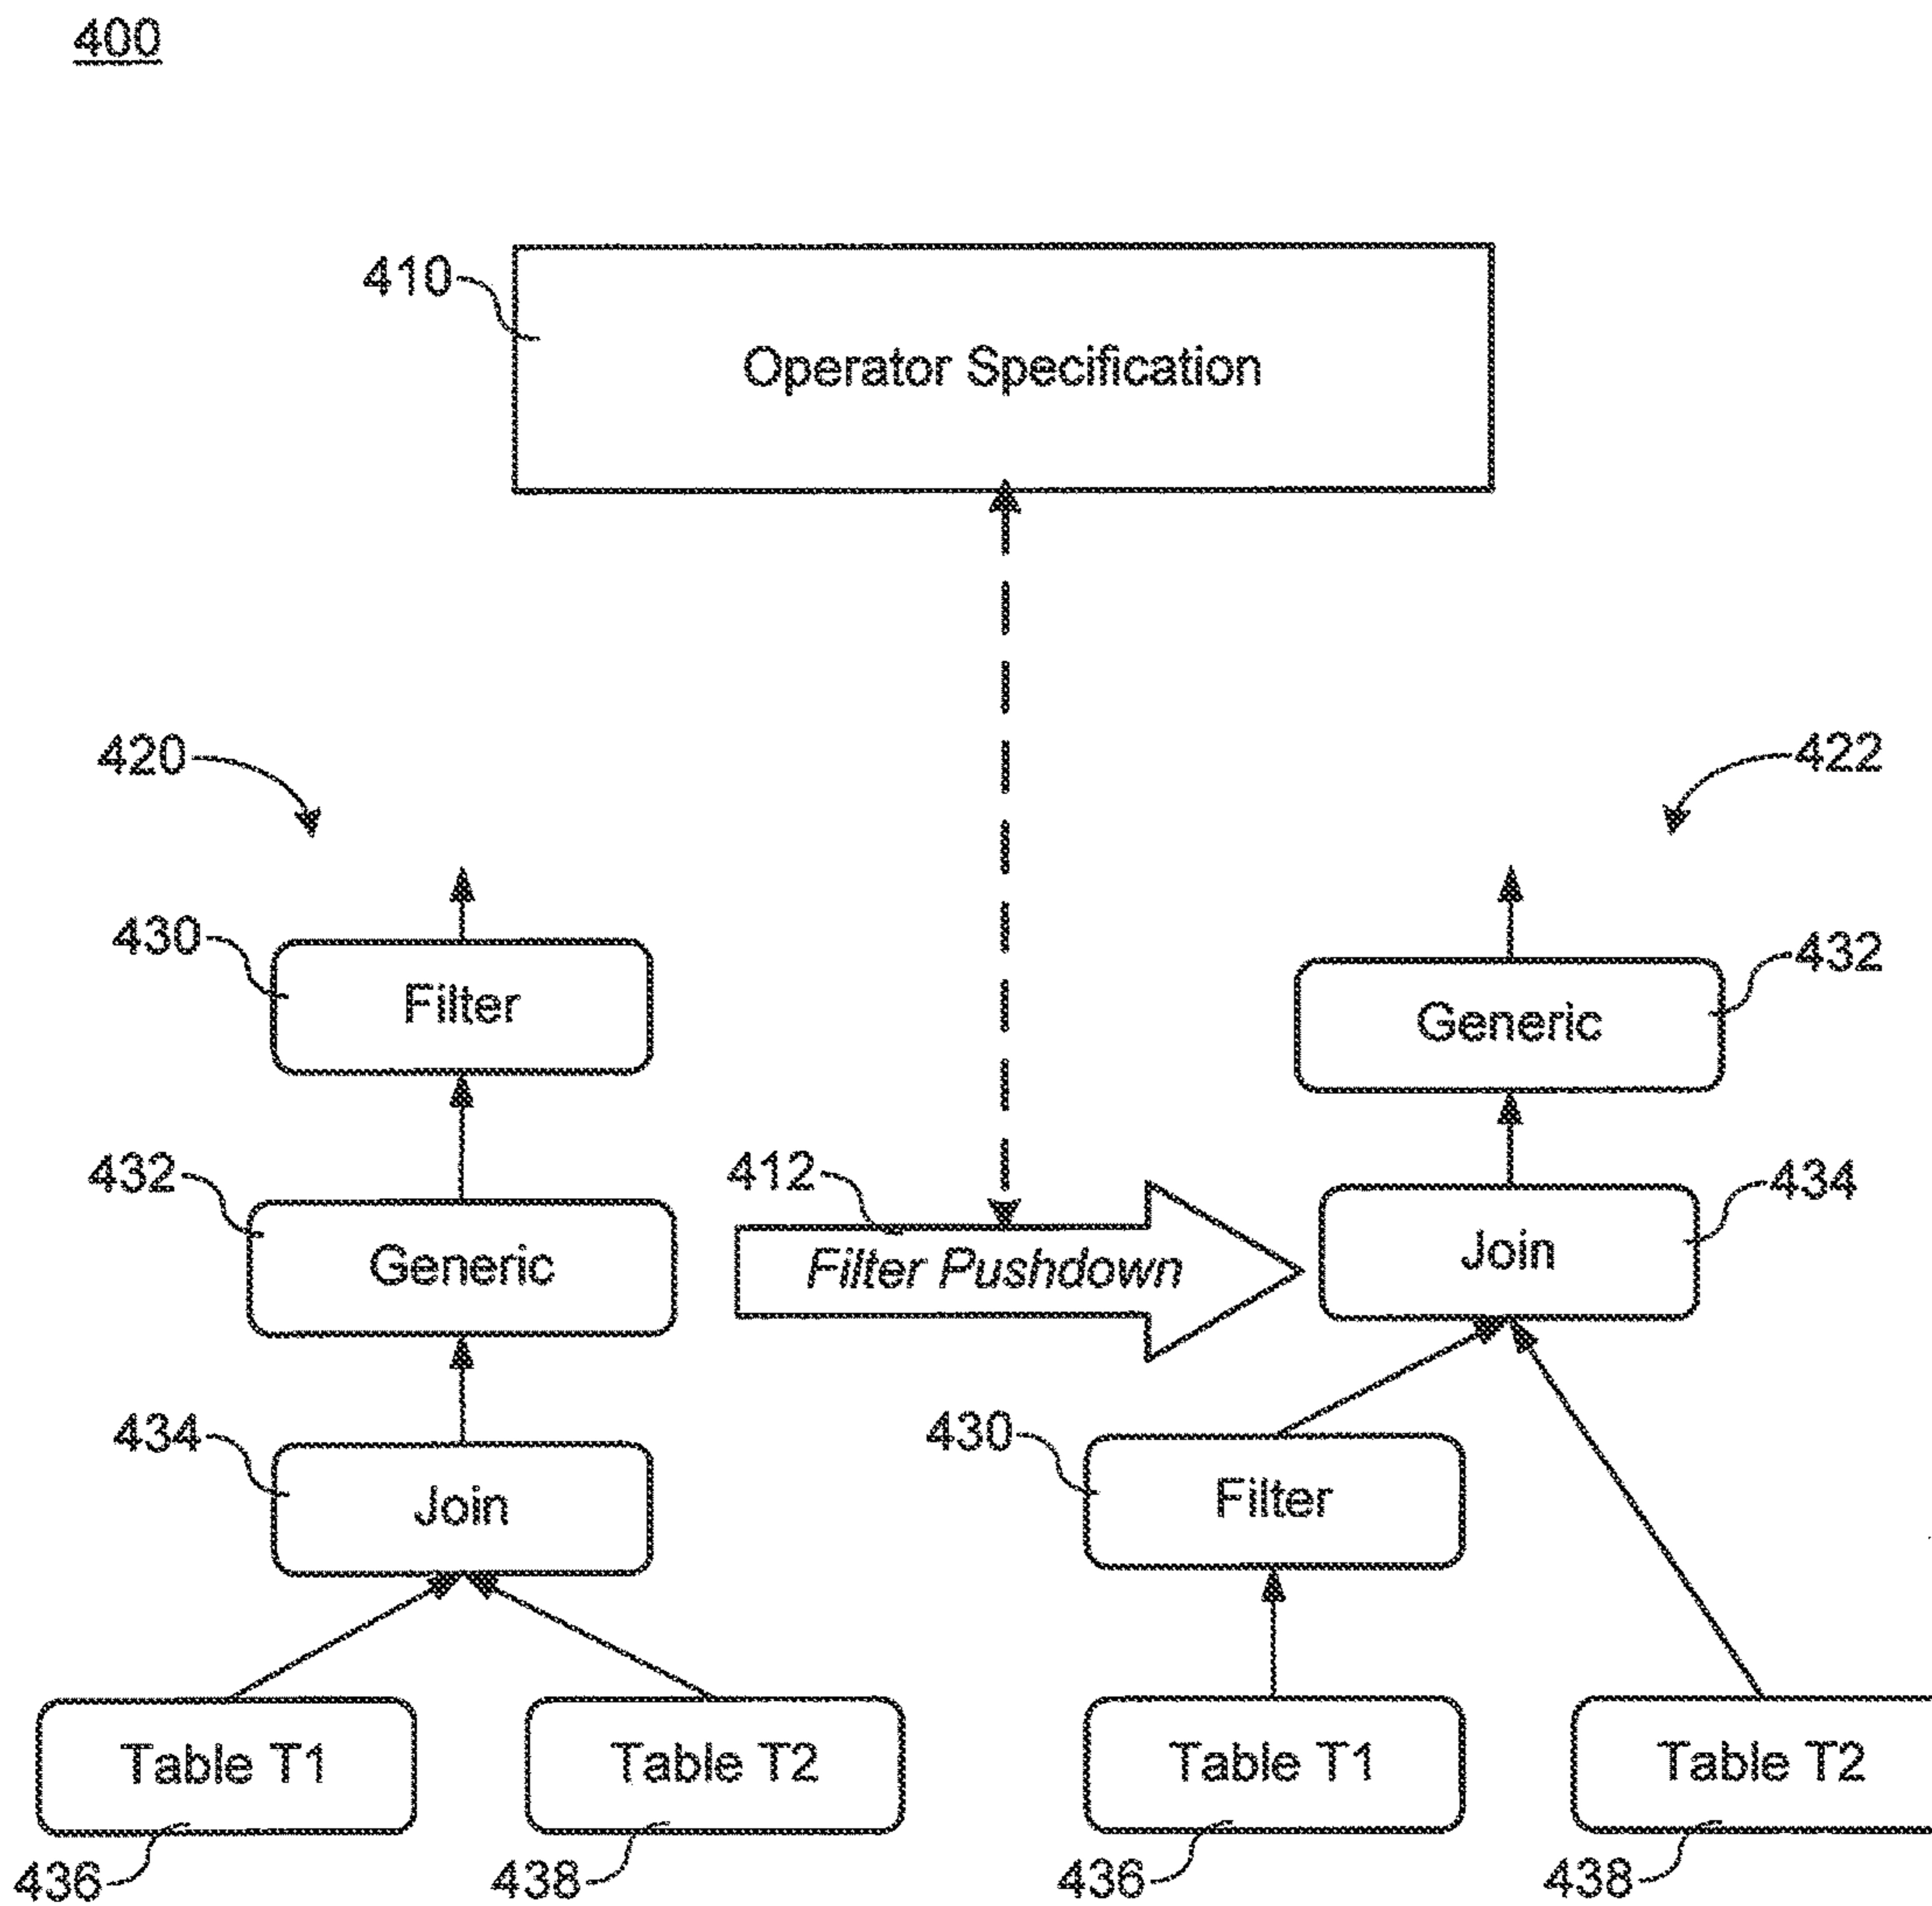 400
410
Operator Specification
420
422
430
Filter
432
Generic
432
Generic
412
Filter Pushdown
434
Join
434
Join
430
Filter
Table T1
Table T2
Table T1
Table T2
436
438
436
438